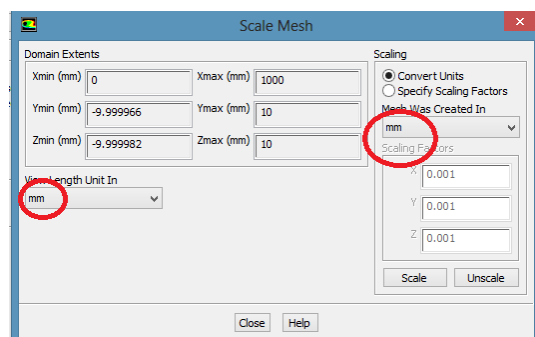 Scale Mesh
Domain Extents
Xmin (mm) 0 Xmax (mm) 1000
Ymin (mm) -9.999966 Ymax (mm) 10
Zmin (mm) -9.999982 Zmax (mm) 10
View Length Unit In
mm
Scaling
Convert Units
Specify Scaling Factors
Mesh Was Created In
mm
Scaling Factors
X 0.001
Y 0.001
Z 0.001
Scale Unscale
Close Help